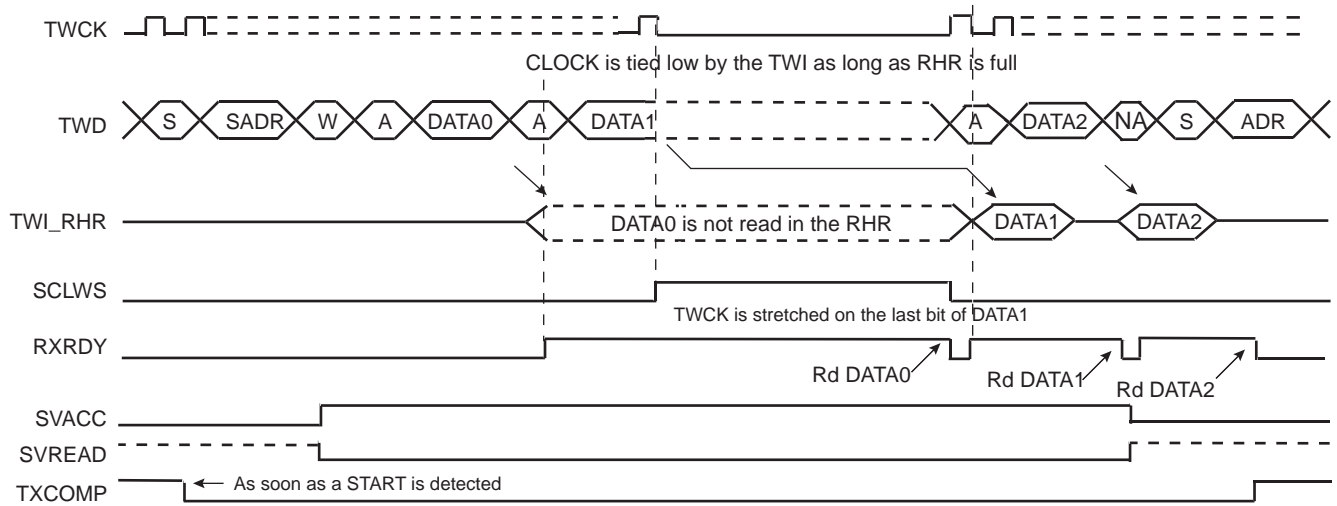 TWCK
CLOCK is tied low by the TWI as long as RHR is full
TWD
S SADR W A DATA0 A DATA1 A DATA2 NA S ADR
TWI_RHR
DATA0 is not read in the RHR DATA1 DATA2
SCLWS
TWCK is stretched on the last bit of DATA1
RXRDY
Rd DATA0 Rd DATA1 Rd DATA2
SVACC
SVREAD
TXCOMP
As soon as a START is detected